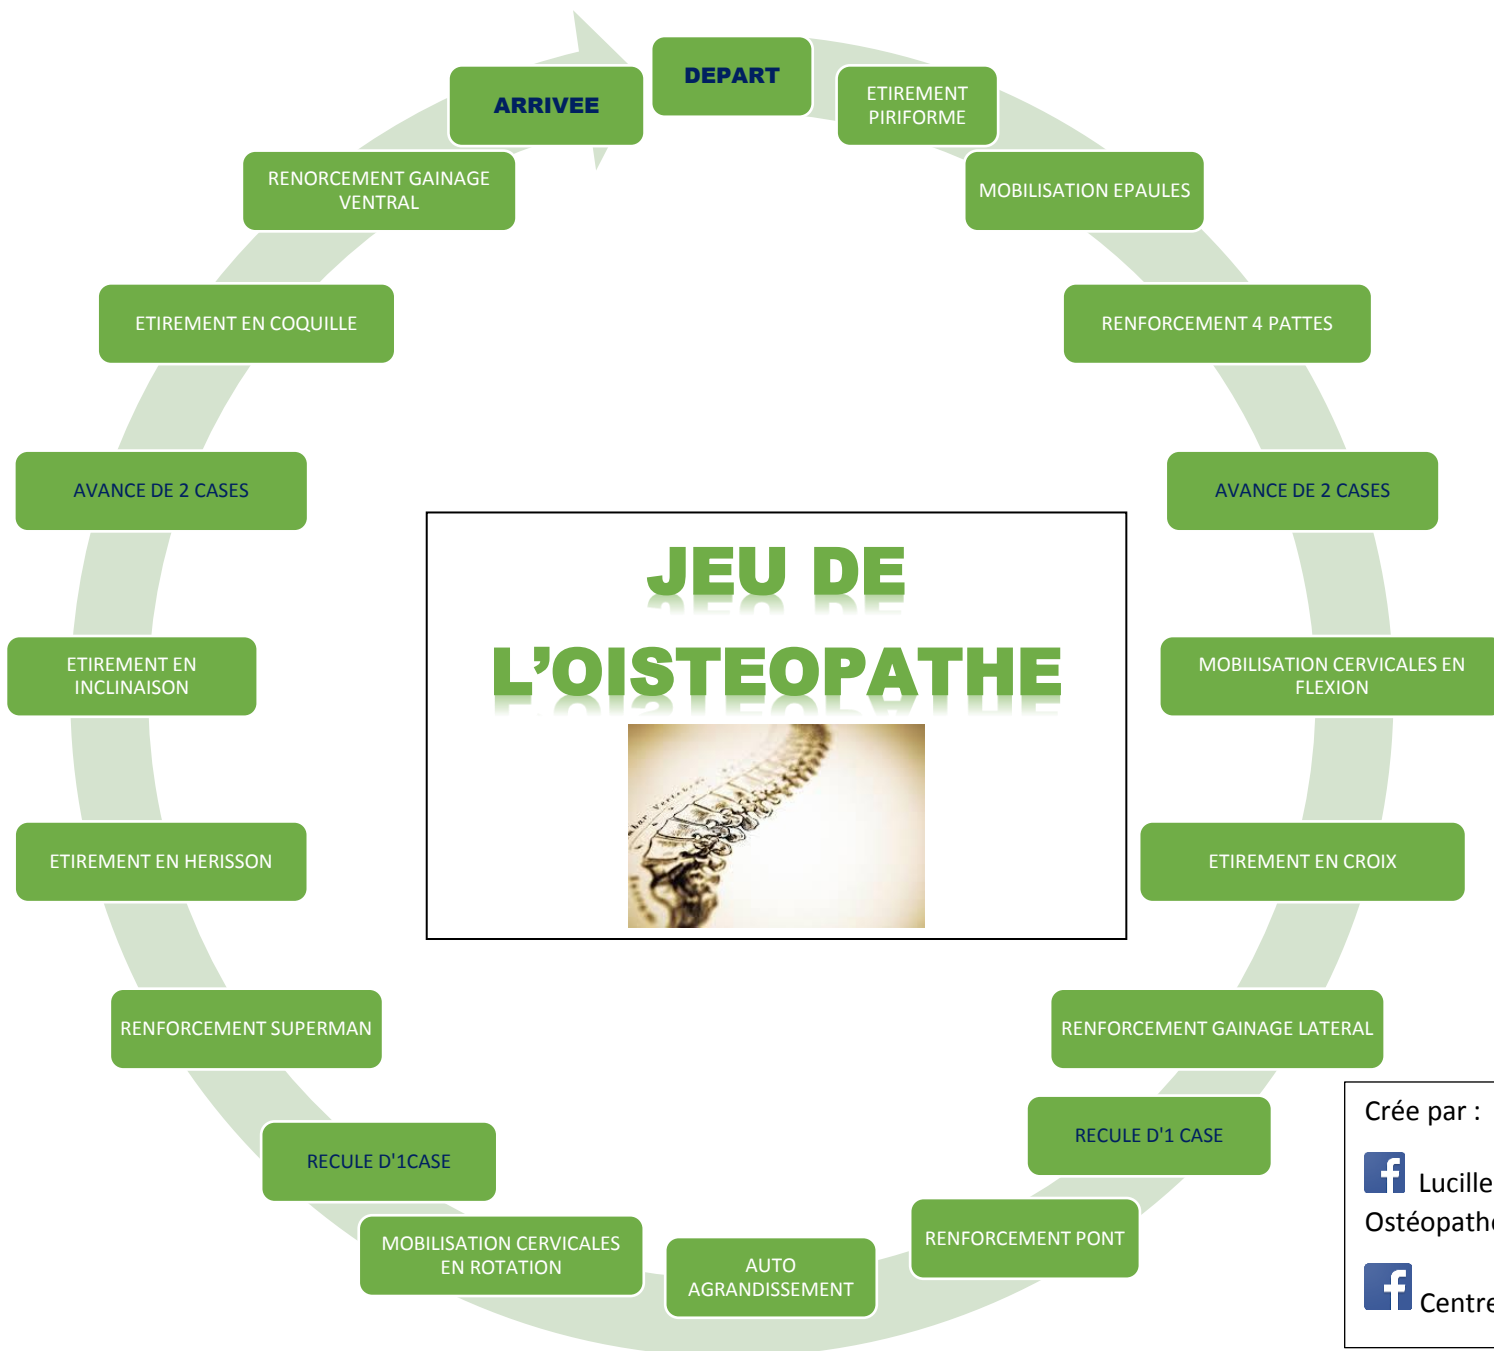 DEPART
ETIREMENT
PIRIFORME
MOBILISATION EPAULES
RENFORCEMENT 4 PATTES
AVANCE DE 2 CASES
MOBILISATION CERVICALES EN
FLEXION
ETIREMENT EN CROIX
RENFORCEMENT GAINAGE LATERAL
RECULE D'1 CASE
RENFORCEMENT PONT
AUTO
AGRANDISSEMENT
MOBILISATION CERVICALES
EN ROTATION
RECULE D'1CASE
RENFORCEMENT SUPERMAN
ETIREMENT EN HERISSON
ETIREMENT EN
INCLINAISON
AVANCE DE 2 CASES
ETIREMENT EN COQUILLE
RENORCEMENT GAINAGE
VENTRAL
ARRIVEE
JEU DE
L'OISTEOPATHE
Crée par :
Lucille
Ostéopathe
Centre